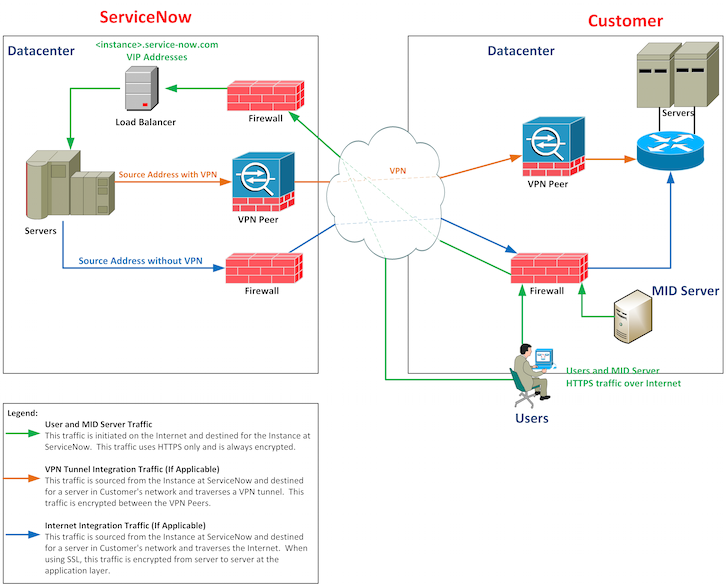 ServiceNow
Customer
Datacenter
<instance>.service-now.com
VIP Addresses
Load Balancer
Firewall
Servers
Source Address with VPN
VPN Peer
Source Address without VPN
Firewall
VPN
Datacenter
Servers
VPN Peer
Firewall
MID Server
Users and MID Server
HTTPS traffic over Internet
Users
Legend:
User and MID Server Traffic
This traffic is initiated on the Internet and destined for the Instance at
ServiceNow.  This traffic uses HTTPS only and is always encrypted.
VPN Tunnel Integration Traffic (If Applicable)
This traffic is sourced from the Instance at ServiceNow and destined
for a server in Customer's network and traverses a VPN tunnel.  This
traffic is encrypted between the VPN Peers.
Internet Integration Traffic (If Applicable)
This traffic is sourced from the Instance at ServiceNow and destined
for a server in Customer's network and traverses the Internet.  When
using SSL, this traffic is encrypted from server to server at the
application layer.